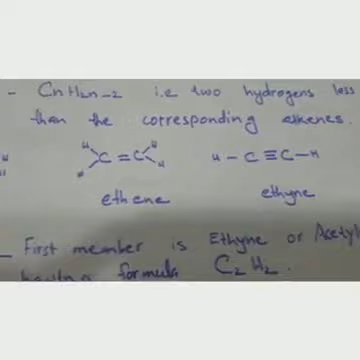 - CnH2n-2 i.e two hydrogens less
than the corresponding alkenes.
H H H C = C H H H H - C ≡ C - H
ethene ethyne
- First member is Ethyne or Acetyl
having formula C2H2.